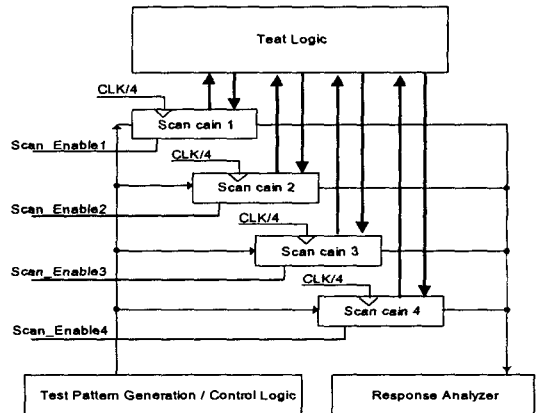 Teat Logic
CLK/4
Scan cain 1
Scan_Enable1
CLK/4
Scan cain 2
Scan_Enable2
CLK/4
Scan cain 3
Scan_Enable3
CLK/4
Scan cain 4
Scan_Enable4
Test Pattern Generation / Control Logic
Response Analyzer